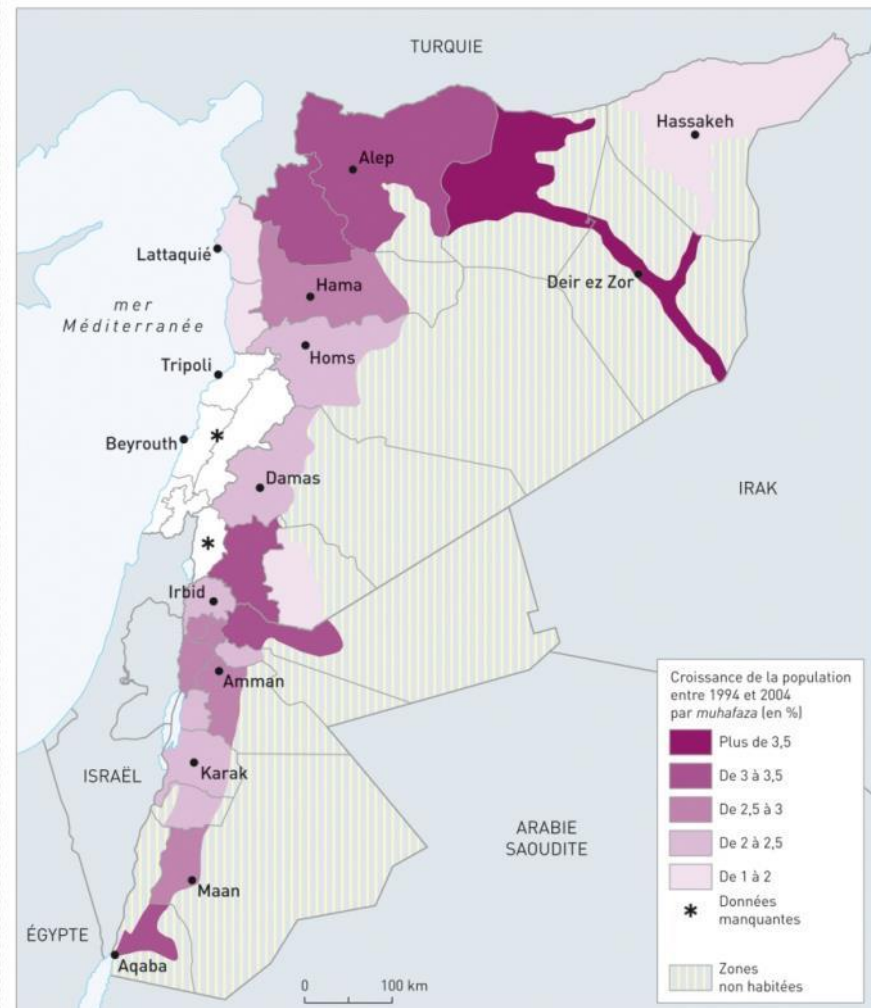 TURQUIE
Hassakeh
Alep
Lattaquié
Deir ez Zor
Hama
mer
Méditerranée
Homs
Tripoli
Beyrouth
*
Damas
IRAK
*
Irbid
Amman
Karak
ISRAËL
ARABIE
SAOUDITE
Maan
ÉGYPTE
Aqaba
0 100 km
Croissance de la population
entre 1994 et 2004
par muhafaza (en %)
Plus de 3,5
De 3 à 3,5
De 2,5 à 3
De 2 à 2,5
De 1 à 2
* Données
manquantes
Zones
non habitées